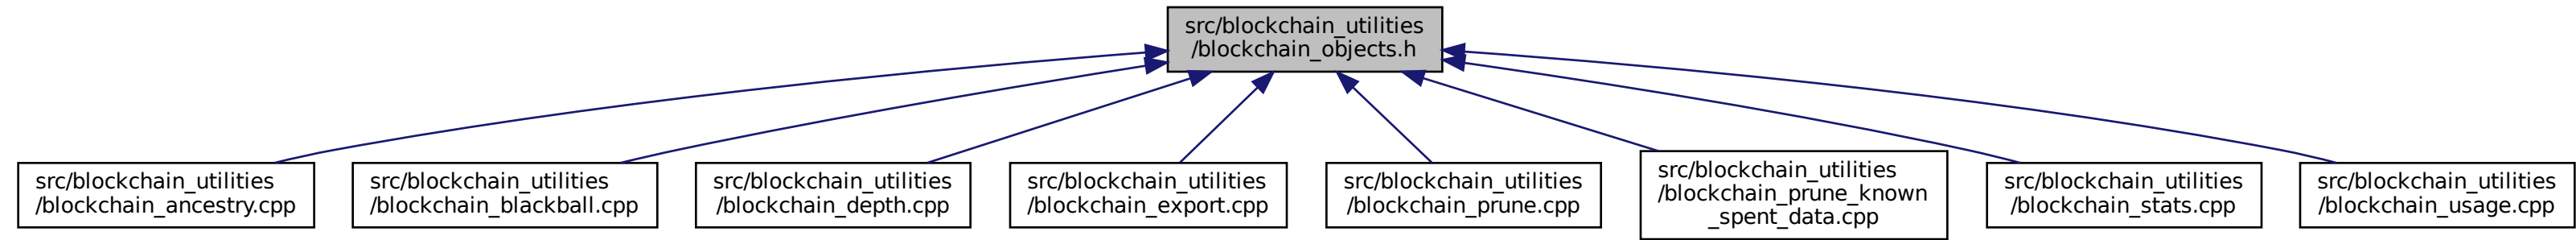 src/blockchain_utilities
/blockchain_objects.h
src/blockchain_utilities
/blockchain_ancestry.cpp
src/blockchain_utilities
/blockchain_blackball.cpp
src/blockchain_utilities
/blockchain_depth.cpp
src/blockchain_utilities
/blockchain_export.cpp
src/blockchain_utilities
/blockchain_prune.cpp
src/blockchain_utilities
/blockchain_prune_known
_spent_data.cpp
src/blockchain_utilities
/blockchain_stats.cpp
src/blockchain_utilities
/blockchain_usage.cpp